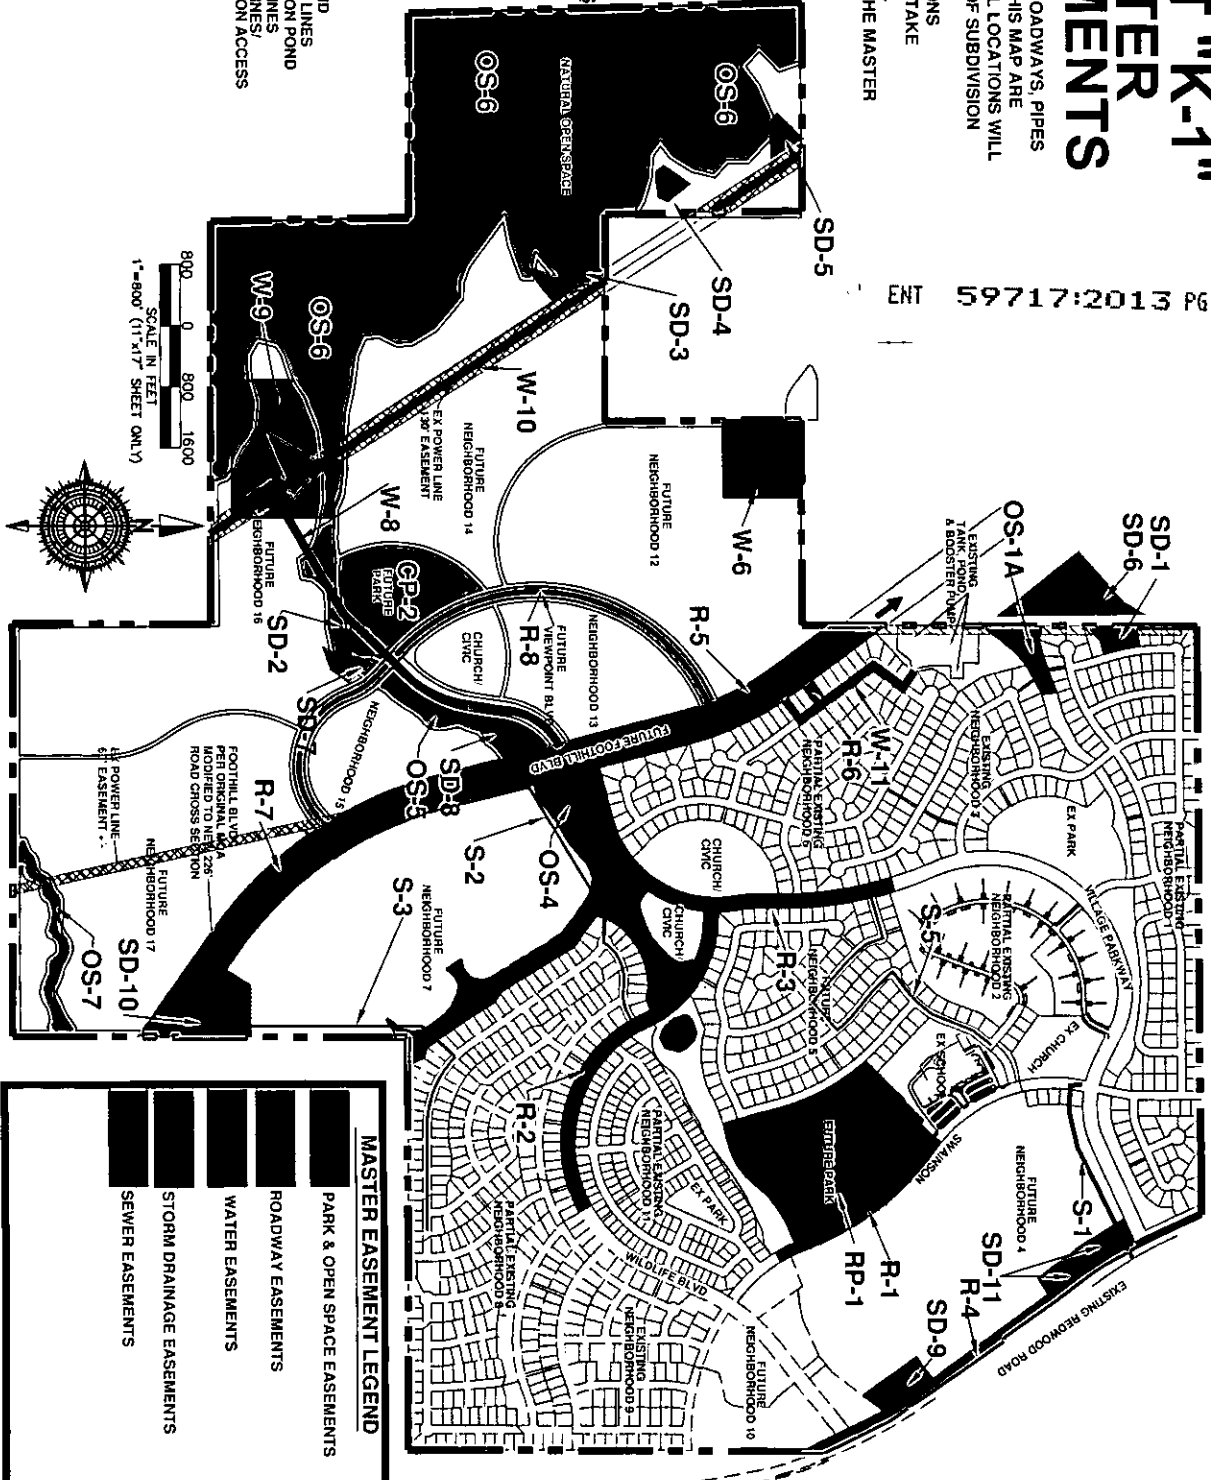 T "K-1"
TER
MENTS
OADWAYS, PIPES
HIS MAP ARE
L LOCATIONS WILL
OF SUBDIVISION
ONS
TAKE
HE MASTER
LINES
ON POND
INES
INES/
ON ACCESS
ENT 59717:2013 PG
OS-6
NATURAL OPEN SPACE
OS-6
SD-5
SD-4
SD-3
W-9
OS-6
W-10
EX POWER LINE
130' EASEMENT
FUTURE
NEIGHBORHOOD 14
FUTURE
NEIGHBORHOOD 12
W-6
SD-1
SD-6
OS-1A
EXISTING
TANK, POND,
& BOOSTER PUMP
800 0 800 1600
SCALE IN FEET
1"=800' (11"x17" SHEET ONLY)
N
W-8
CP-2
FUTURE
PARK
FUTURE
NEIGHBORHOOD 16
SD-2
CHURCH/
CIVIC
R-8
FUTURE
VIEWPOINT BLVD
NEIGHBORHOOD 13
R-5
W-11
R-6
PARTIAL EXISTING
NEIGHBORHOOD 6
EXISTING
NEIGHBORHOOD 3
EX PARK
PARTIAL EXISTING
NEIGHBORHOOD 1
VILLAGE PARKWAY
PARTIAL EXISTING
NEIGHBORHOOD 2
S-5
EX CHURCH
EX SCHOOL
FUTURE FOOTHILL BLVD
SD-7
NEIGHBORHOOD 15
OS-5
SD-8
S-2
OS-4
CHURCH/
CIVIC
CHURCH/
CIVIC
R-3
FUTURE
NEIGHBORHOOD 5
EX POWER LINE
EASEMENT
FOOTHILL BLVD
PER ORIGINAL MDA
MODIFIED TO NEW 226'
ROAD CROSS SECTION
R-7
FUTURE
NEIGHBORHOOD 17
OS-7
SD-10
S-3
FUTURE
NEIGHBORHOOD 7
R-2
PARTIAL EXISTING
NEIGHBORHOOD 11
EX PARK
FUTURE PARK
RP-1
R-1
SWAINSON
FUTURE
NEIGHBORHOOD 4
S-1
SD-11
R-4
SD-9
EXISTING REDWOOD ROAD
WILDLIFE BLVD
PARTIAL EXISTING
NEIGHBORHOOD 8
EXISTING
NEIGHBORHOOD 9
FUTURE
NEIGHBORHOOD 10
MASTER EASEMENT LEGEND
PARK & OPEN SPACE EASEMENTS
ROADWAY EASEMENTS
WATER EASEMENTS
STORM DRAINAGE EASEMENTS
SEWER EASEMENTS